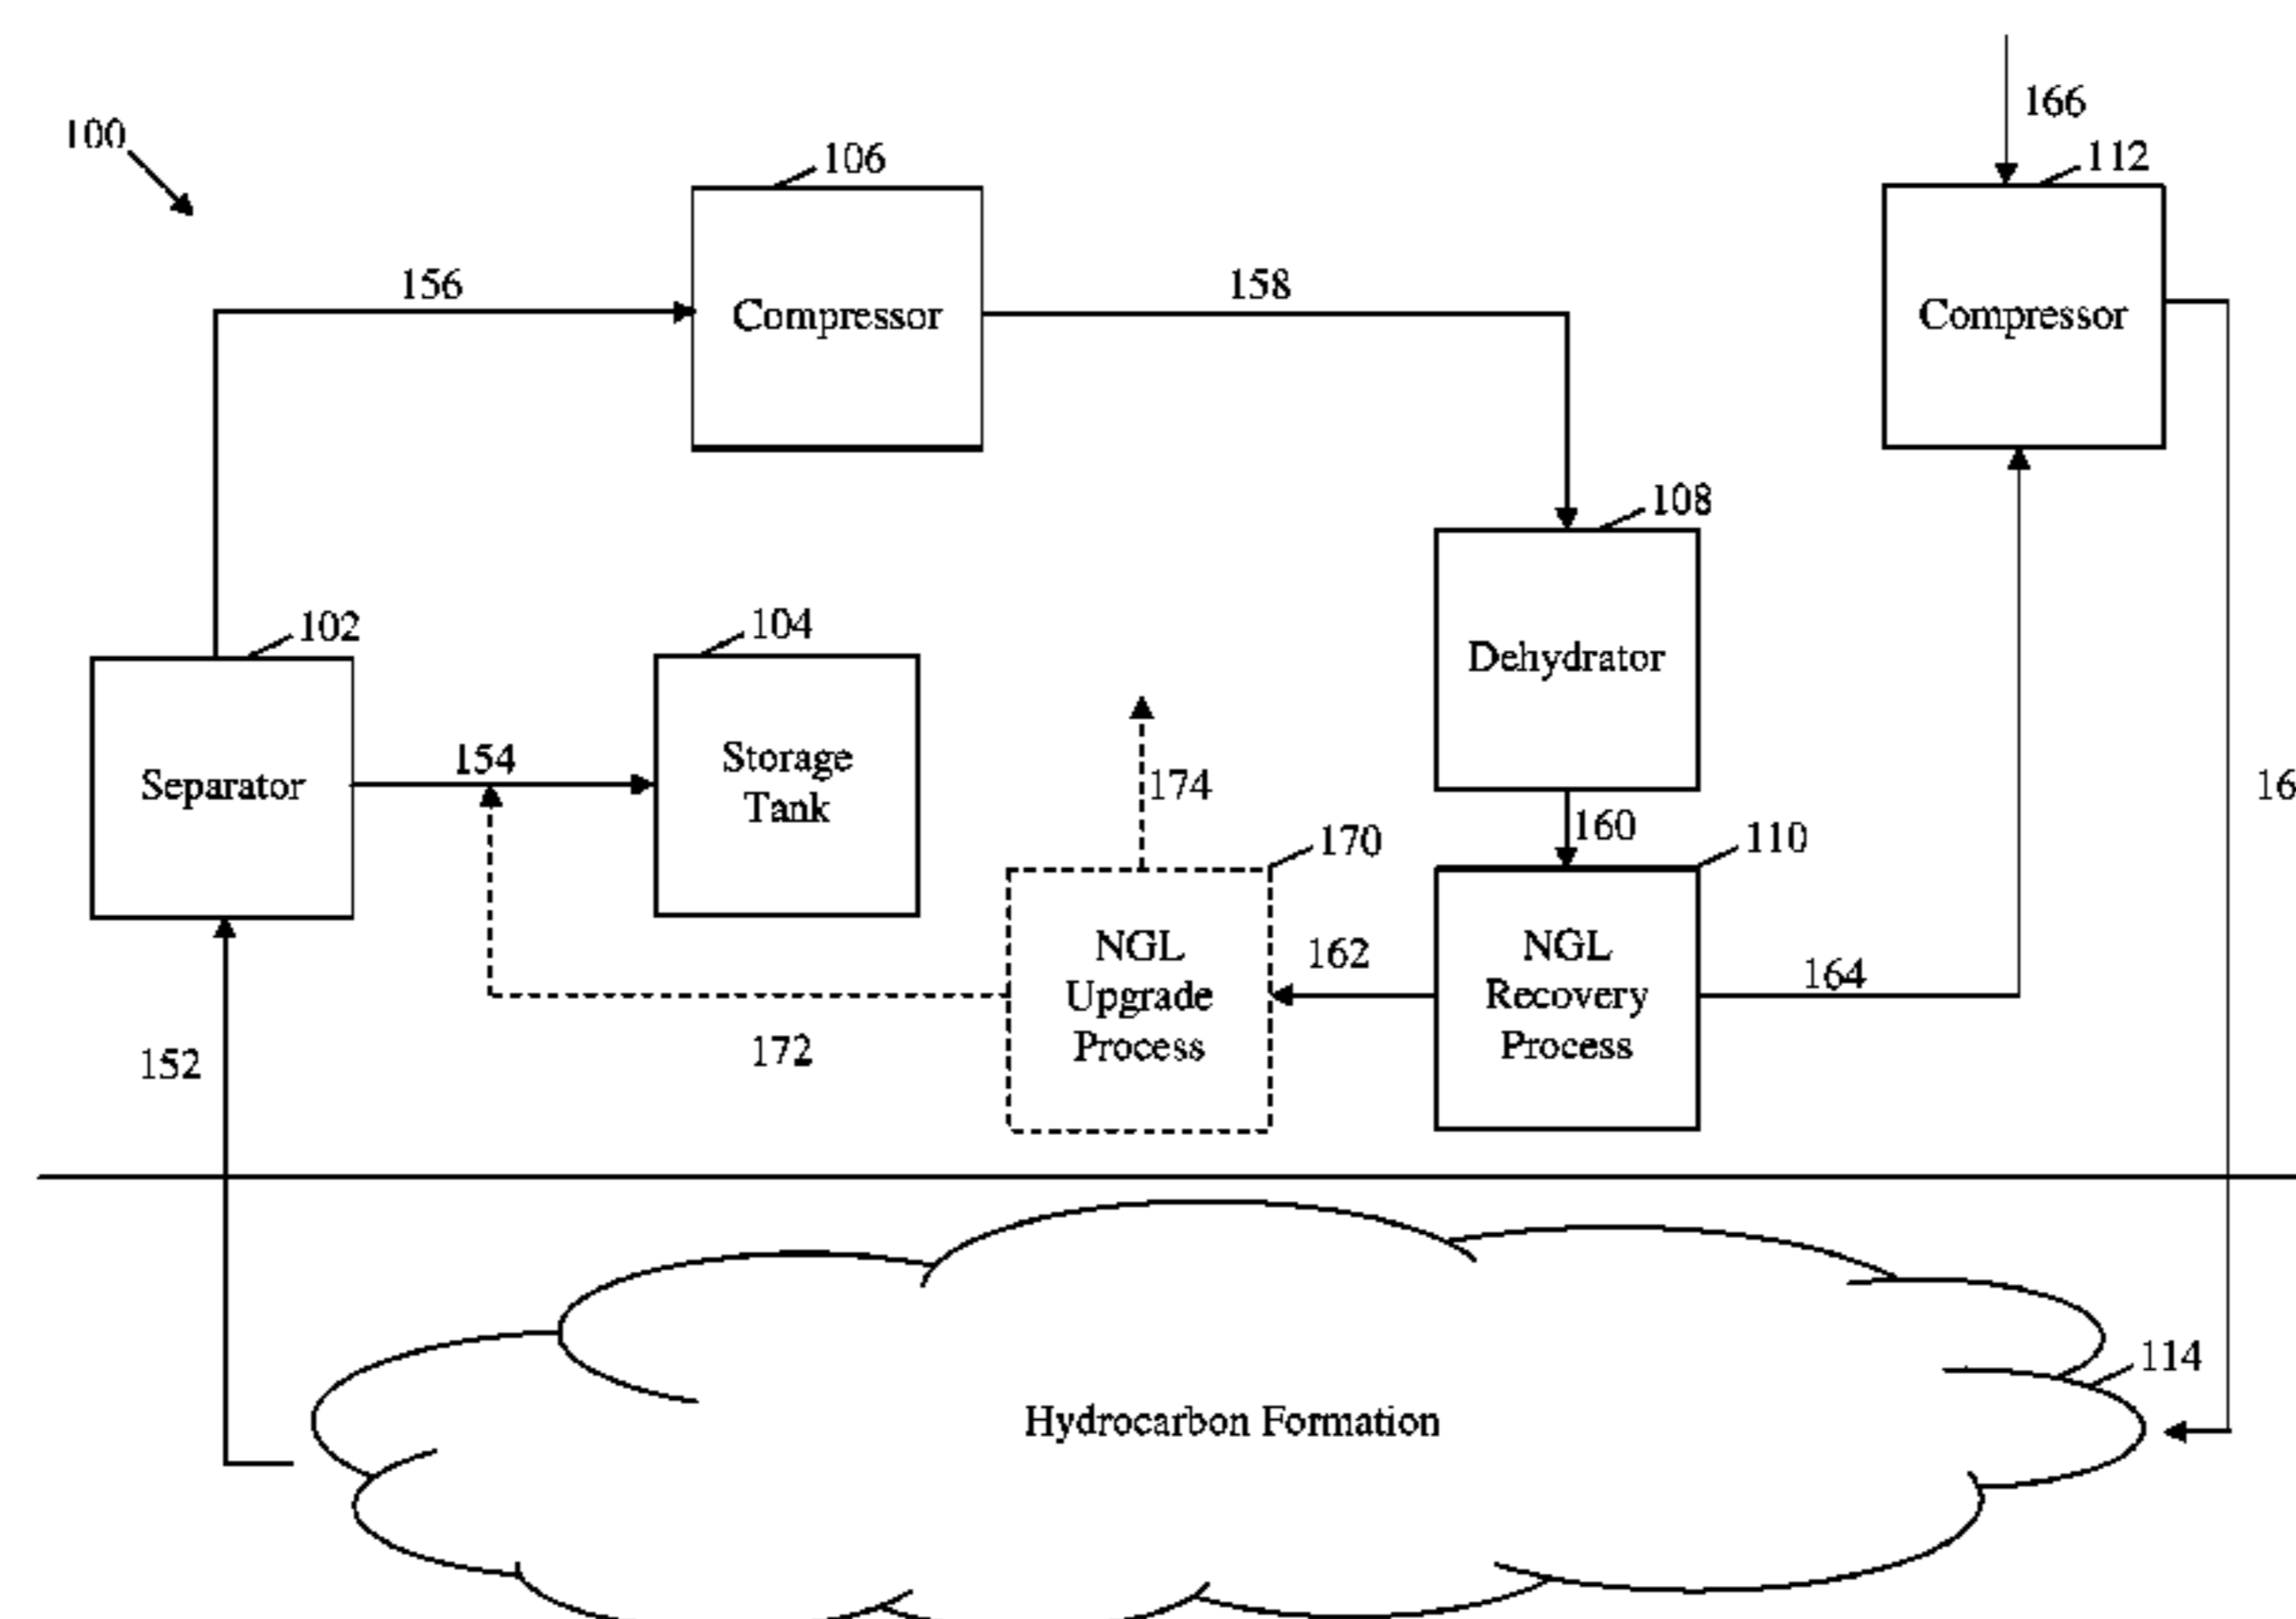 100
106
166
112
156
158
Compressor
Compressor
108
102
104
Dehydrator
Separator
154
Storage
Tank
174
160
110
170
NGL
Upgrade
Process
162
NGL
Recovery
Process
164
172
152
114
Hydrocarbon Formation